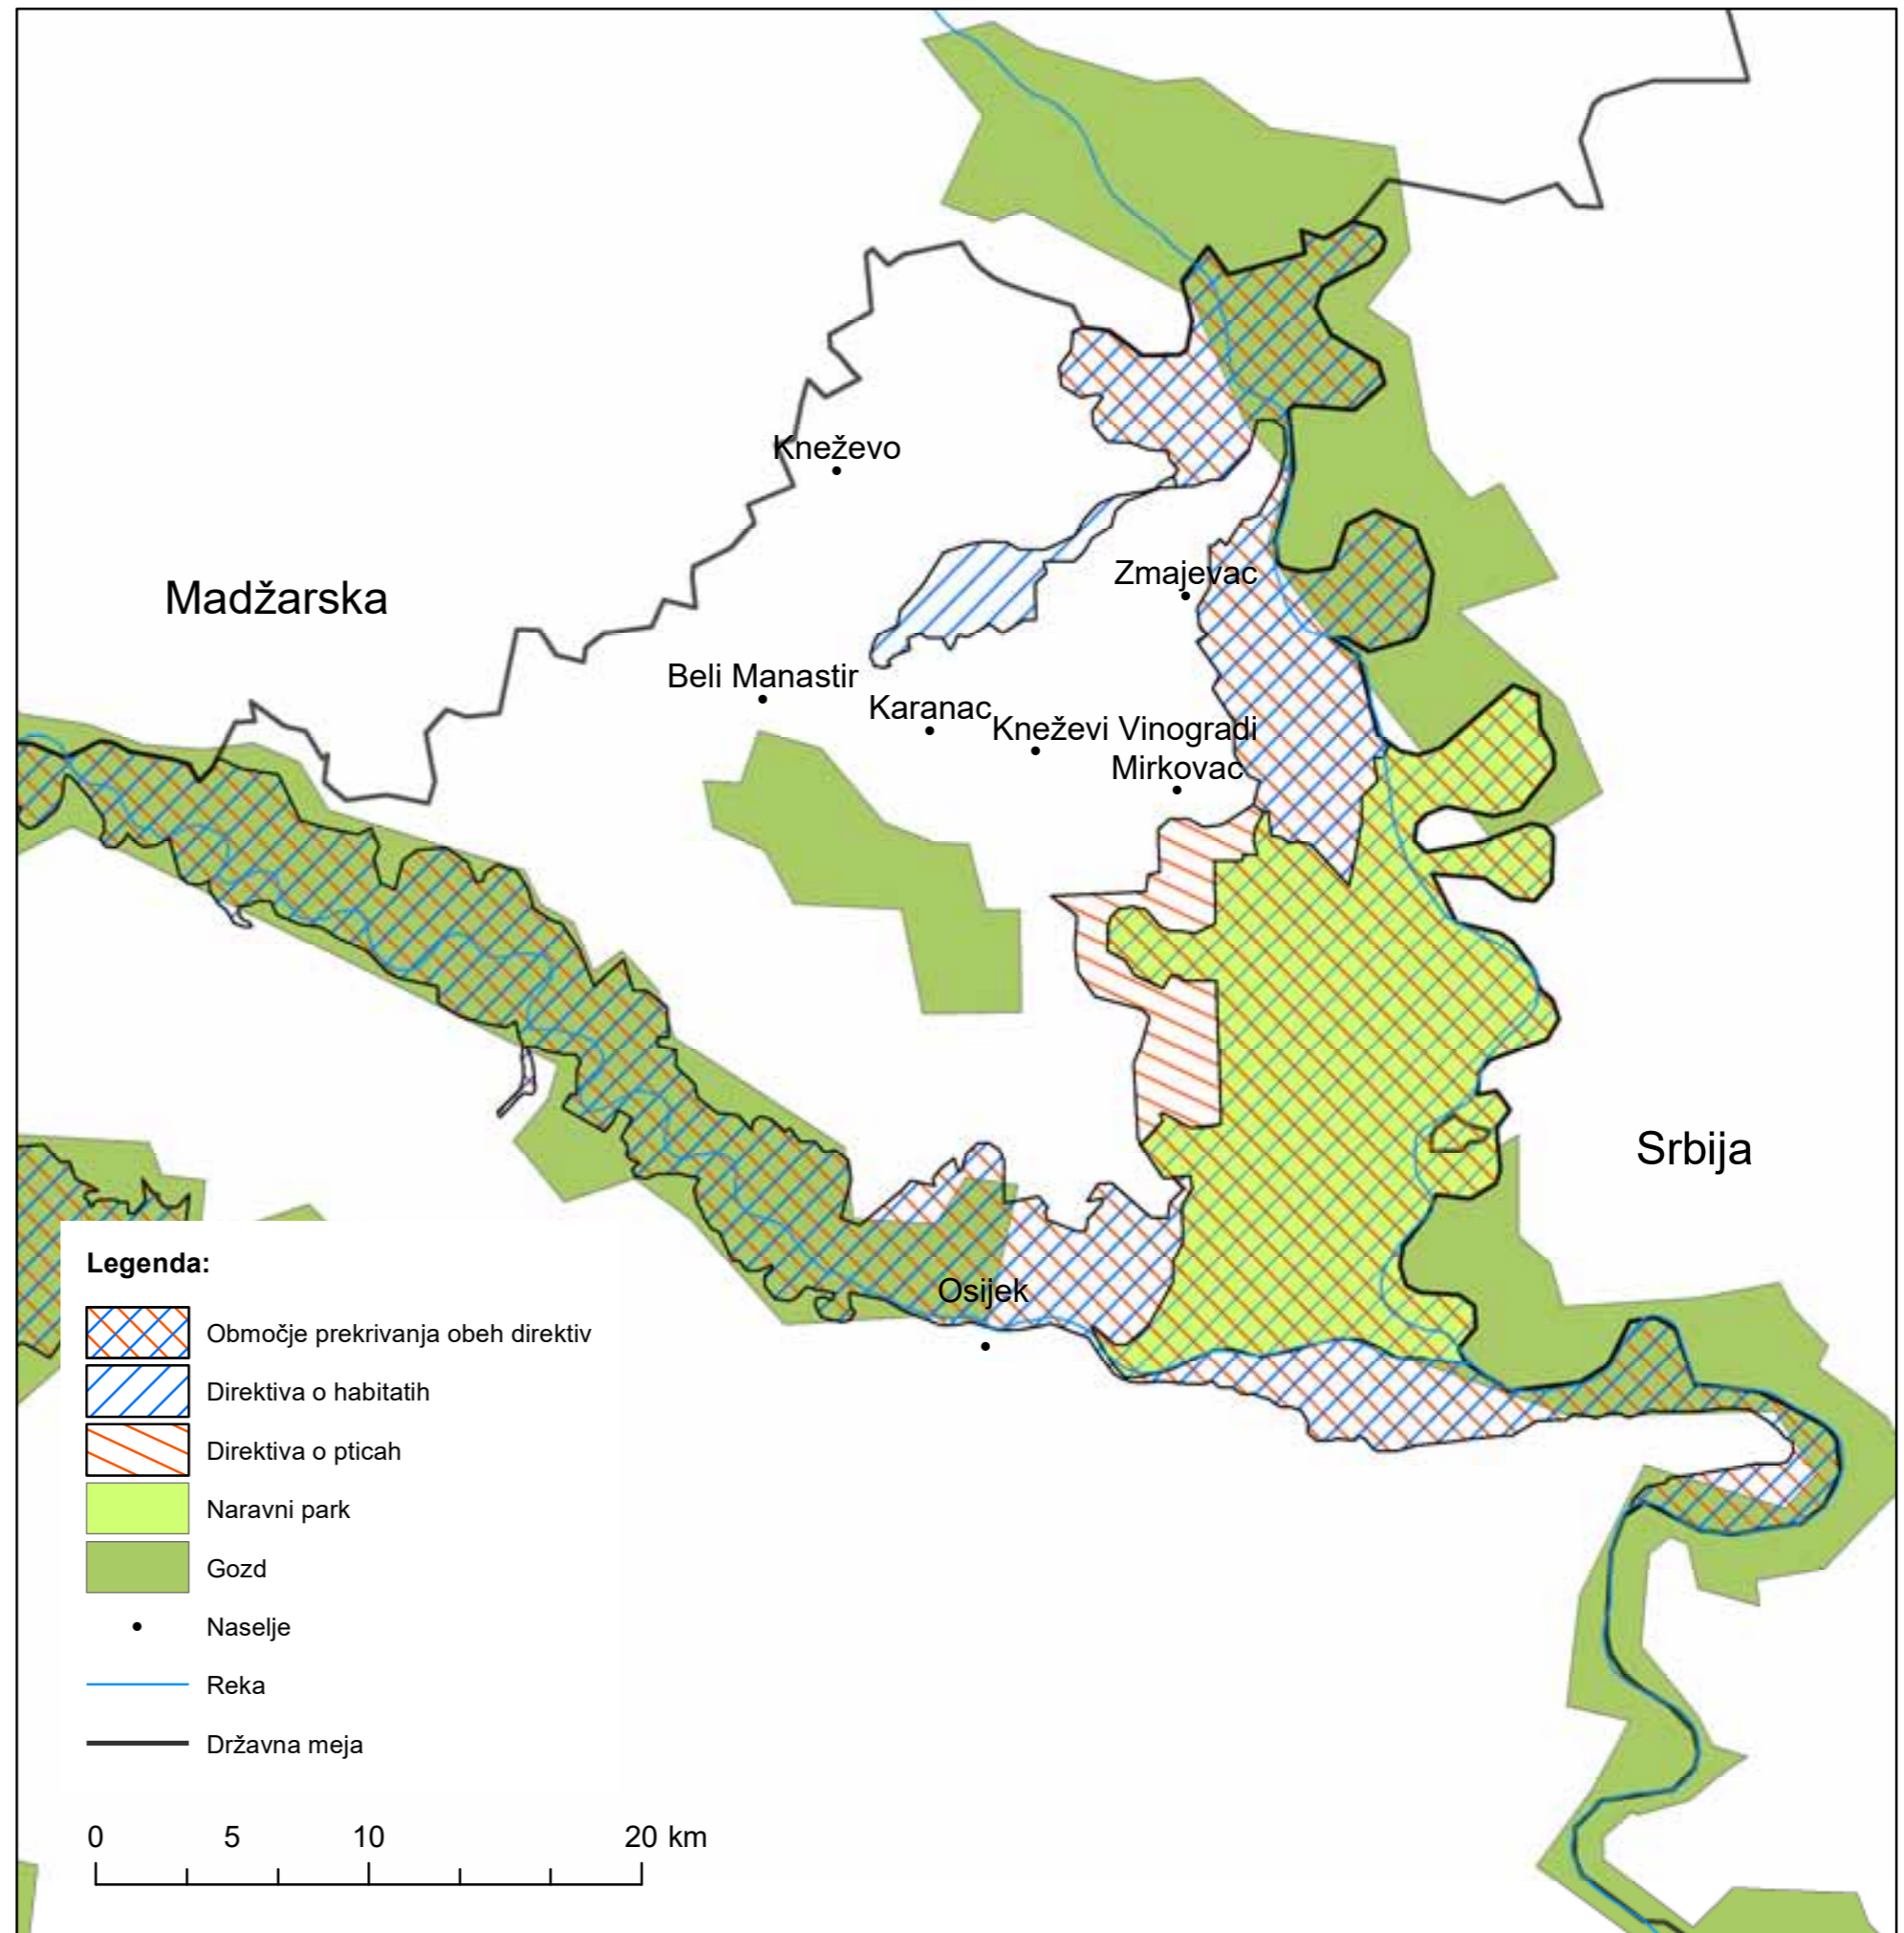 Kneževo
Zmajevac
Madžarska
Beli Manastir
Karanac
Kneževi Vinogradi
Mirkovac
Srbija
Osijek
Legenda:
Območje prekrivanja obeh direktiv
Direktiva o habitatih
Direktiva o pticah
Naravni park
Gozd
Naselje
Reka
Državna meja
0 5 10 20 km